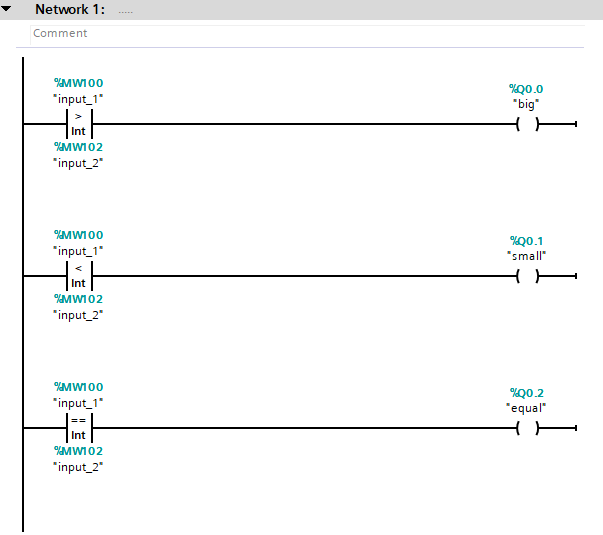 Network 1: .....
Comment
%MW100
"input_1"
>
Int
%MW102
"input_2"
%Q0.0
"big"
%MW100
"input_1"
<
Int
%MW102
"input_2"
%Q0.1
"small"
%MW100
"input_1"
==
Int
%MW102
"input_2"
%Q0.2
"equal"